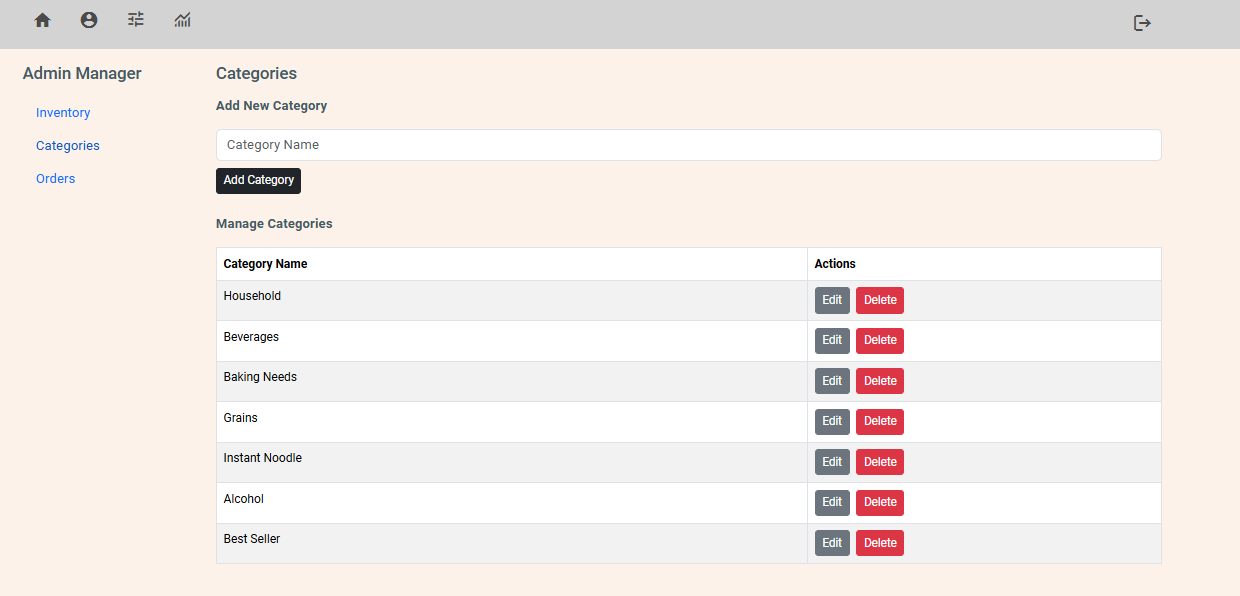 Admin Manager
Inventory
Categories
Orders
Categories
Add New Category
Category Name
Add Category
Manage Categories
Category Name Actions
Household Edit Delete
Beverages Edit Delete
Baking Needs Edit Delete
Grains Edit Delete
Instant Noodle Edit Delete
Alcohol Edit Delete
Best Seller Edit Delete